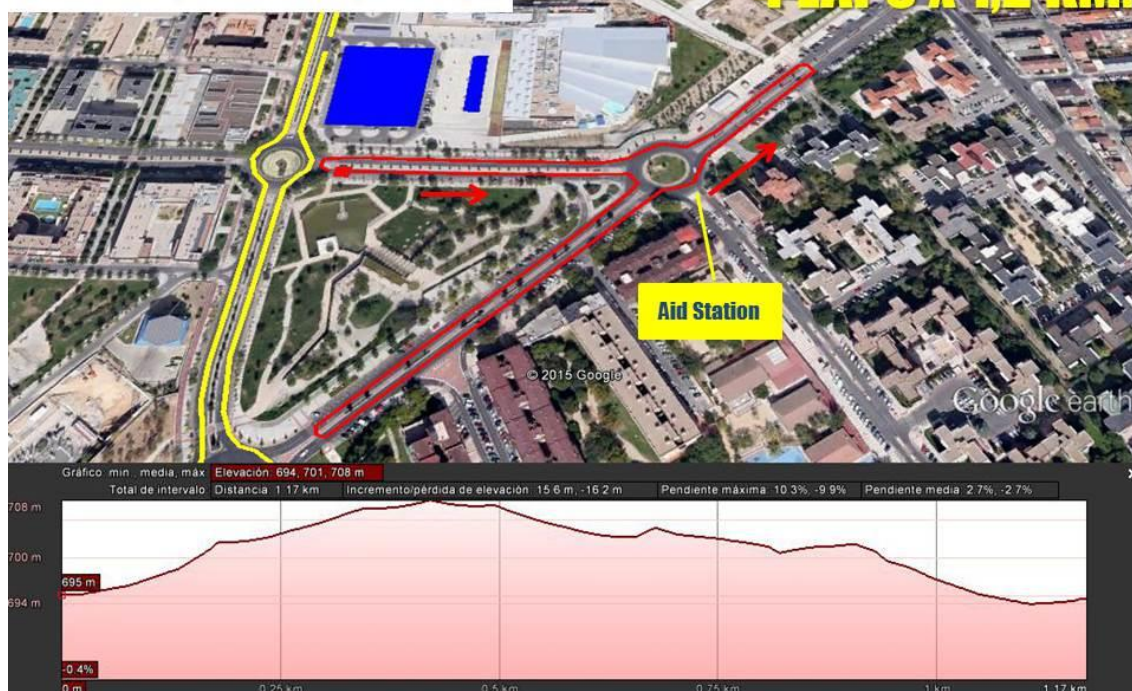 Aid Station
© 2015 Google
Google earth
Gráfico: mín., media, máx Elevación: 694, 701, 708 m
Total de intervalo: Distancia: 1.17 km Incremento/pérdida de elevación: 15.6 m, -16.2 m Pendiente máxima: 10.3%, -9.9% Pendiente media: 2.7%, -2.7%
708 m
700 m
695 m
694 m
-0.4%
0 m 0.25 km 0.5 km 0.75 km 1 km 1.17 km